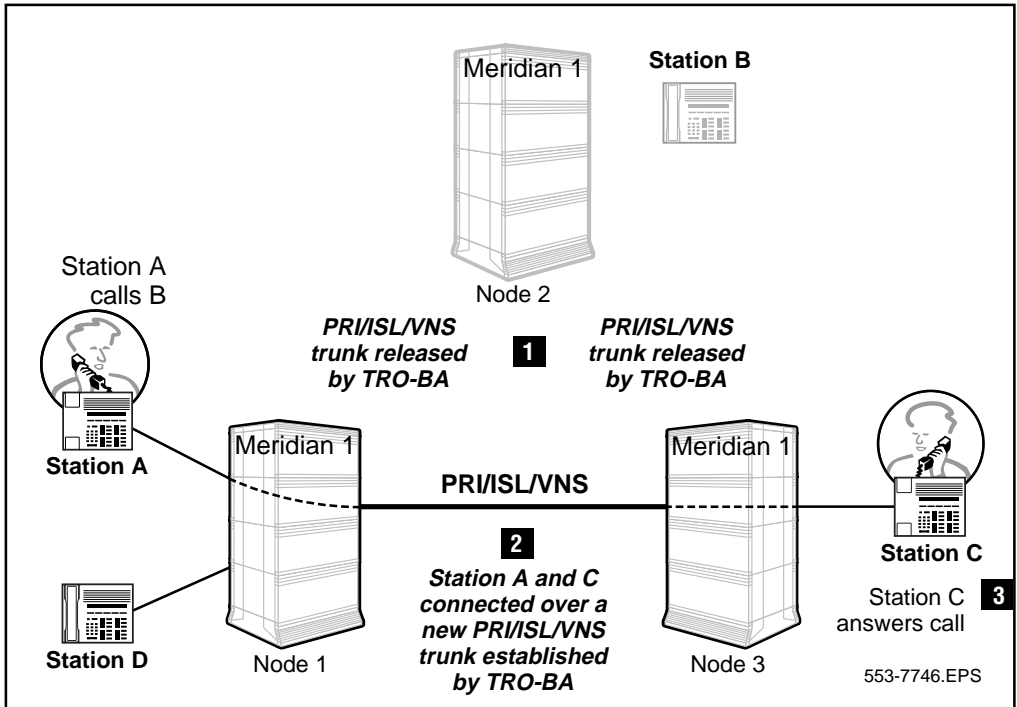 Meridian 1
Station B
Node 2
Station A
calls B
PRI/ISL/VNS
trunk released
by TRO-BA
1
PRI/ISL/VNS
trunk released
by TRO-BA
Station A
Meridian 1
PRI/ISL/VNS
Meridian 1
Station C
2
Station A and C
connected over a
new PRI/ISL/VNS
trunk established
by TRO-BA
Station C
answers call
3
Station D
Node 1
Node 3
553-7746.EPS